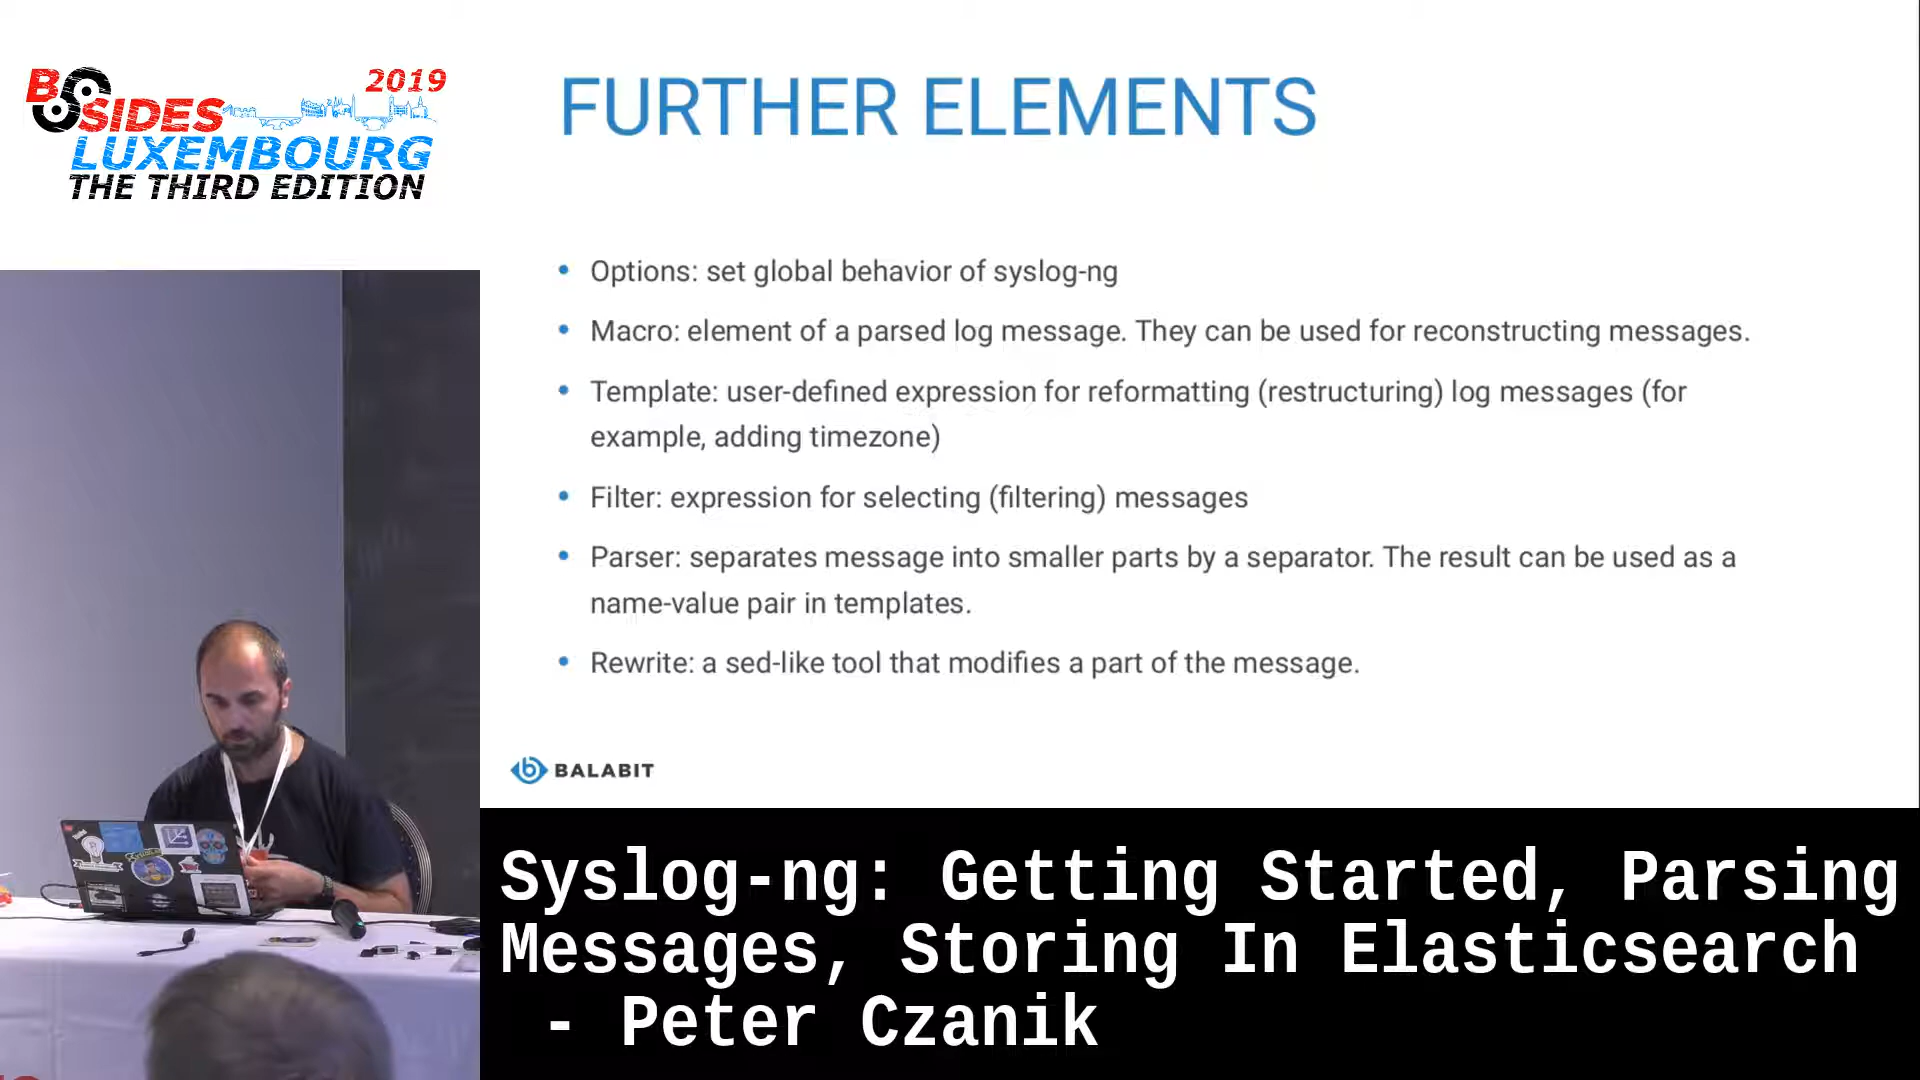 BSIDES 2019
LUXEMBOURG
THE THIRD EDITION
FURTHER ELEMENTS
• Options: set global behavior of syslog-ng
• Macro: element of a parsed log message. They can be used for reconstructing messages.
• Template: user-defined expression for reformatting (restructuring) log messages (for
example, adding timezone)
• Filter: expression for selecting (filtering) messages
• Parser: separates message into smaller parts by a separator. The result can be used as a
name-value pair in templates.
• Rewrite: a sed-like tool that modifies a part of the message.
BALABIT
Syslog-ng: Getting Started, Parsing
Messages, Storing In Elasticsearch
- Peter Czanik